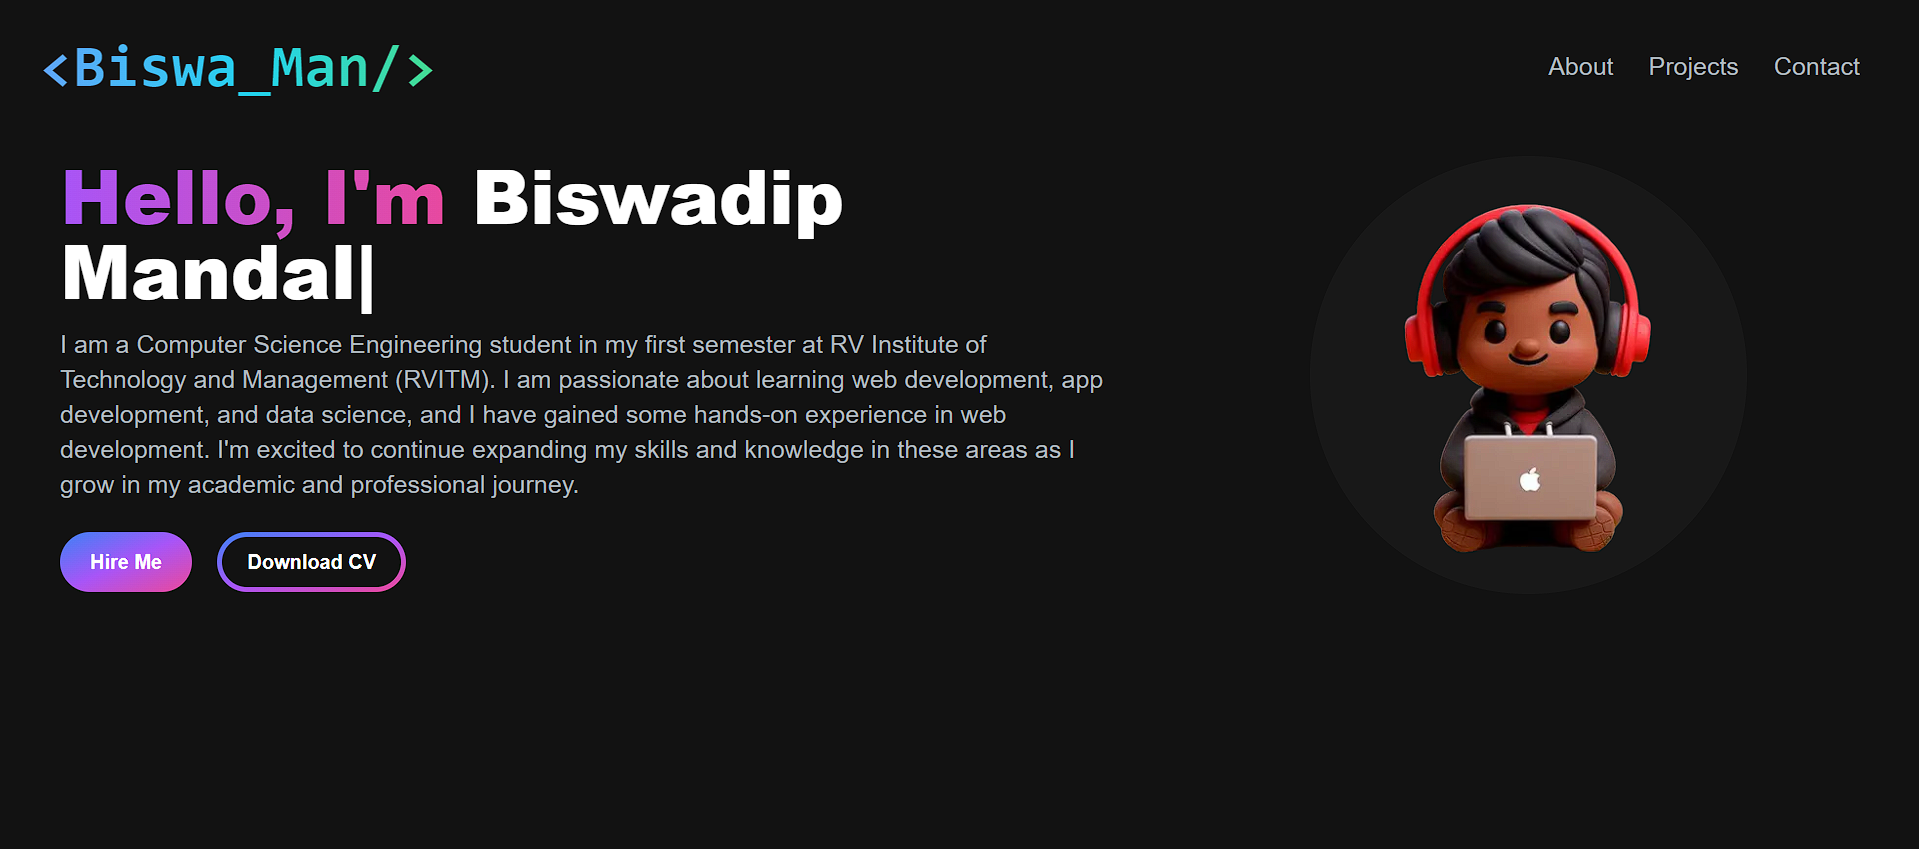 <Biswa_Man/>
About Projects Contact
Hello, I'm Biswadip
Mandal|
I am a Computer Science Engineering student in my first semester at RV Institute of
Technology and Management (RVITM). I am passionate about learning web development, app
development, and data science, and I have gained some hands-on experience in web
development. I'm excited to continue expanding my skills and knowledge in these areas as I
grow in my academic and professional journey.
Hire Me Download CV